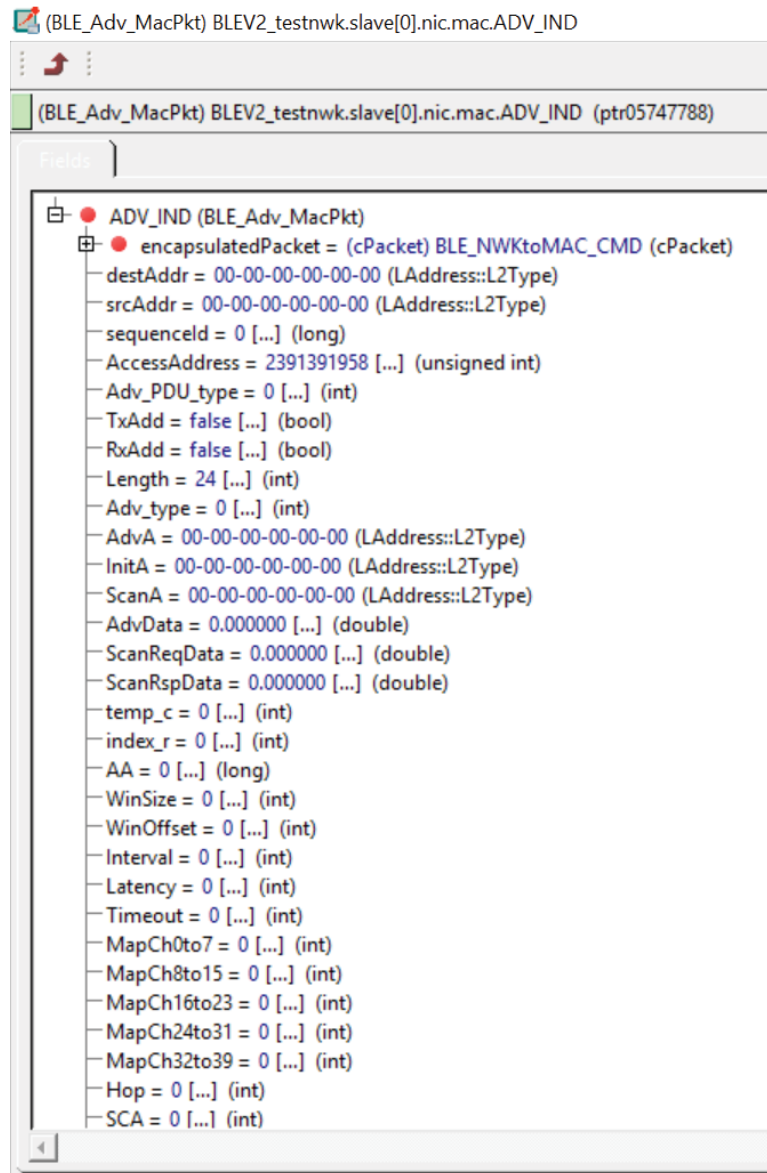 (BLE_Adv_MacPkt) BLEV2_testnwk.slave[0].nic.mac.ADV_IND
(BLE_Adv_MacPkt) BLEV2_testnwk.slave[0].nic.mac.ADV_IND (ptr05747788)
Fields
ADV_IND (BLE_Adv_MacPkt)
encapsulatedPacket = (cPacket) BLE_NWKtoMAC_CMD (cPacket)
destAddr = 00-00-00-00-00-00 (LAddress::L2Type)
srcAddr = 00-00-00-00-00-00 (LAddress::L2Type)
sequenceId = 0 [...] (long)
AccessAddress = 2391391958 [...] (unsigned int)
Adv_PDU_type = 0 [...] (int)
TxAdd = false [...] (bool)
RxAdd = false [...] (bool)
Length = 24 [...] (int)
Adv_type = 0 [...] (int)
AdvA = 00-00-00-00-00-00 (LAddress::L2Type)
InitA = 00-00-00-00-00-00 (LAddress::L2Type)
ScanA = 00-00-00-00-00-00 (LAddress::L2Type)
AdvData = 0.000000 [...] (double)
ScanReqData = 0.000000 [...] (double)
ScanRspData = 0.000000 [...] (double)
temp_c = 0 [...] (int)
index_r = 0 [...] (int)
AA = 0 [...] (long)
WinSize = 0 [...] (int)
WinOffset = 0 [...] (int)
Interval = 0 [...] (int)
Latency = 0 [...] (int)
Timeout = 0 [...] (int)
MapCh0to7 = 0 [...] (int)
MapCh8to15 = 0 [...] (int)
MapCh16to23 = 0 [...] (int)
MapCh24to31 = 0 [...] (int)
MapCh32to39 = 0 [...] (int)
Hop = 0 [...] (int)
SCA = 0 [...] (int)